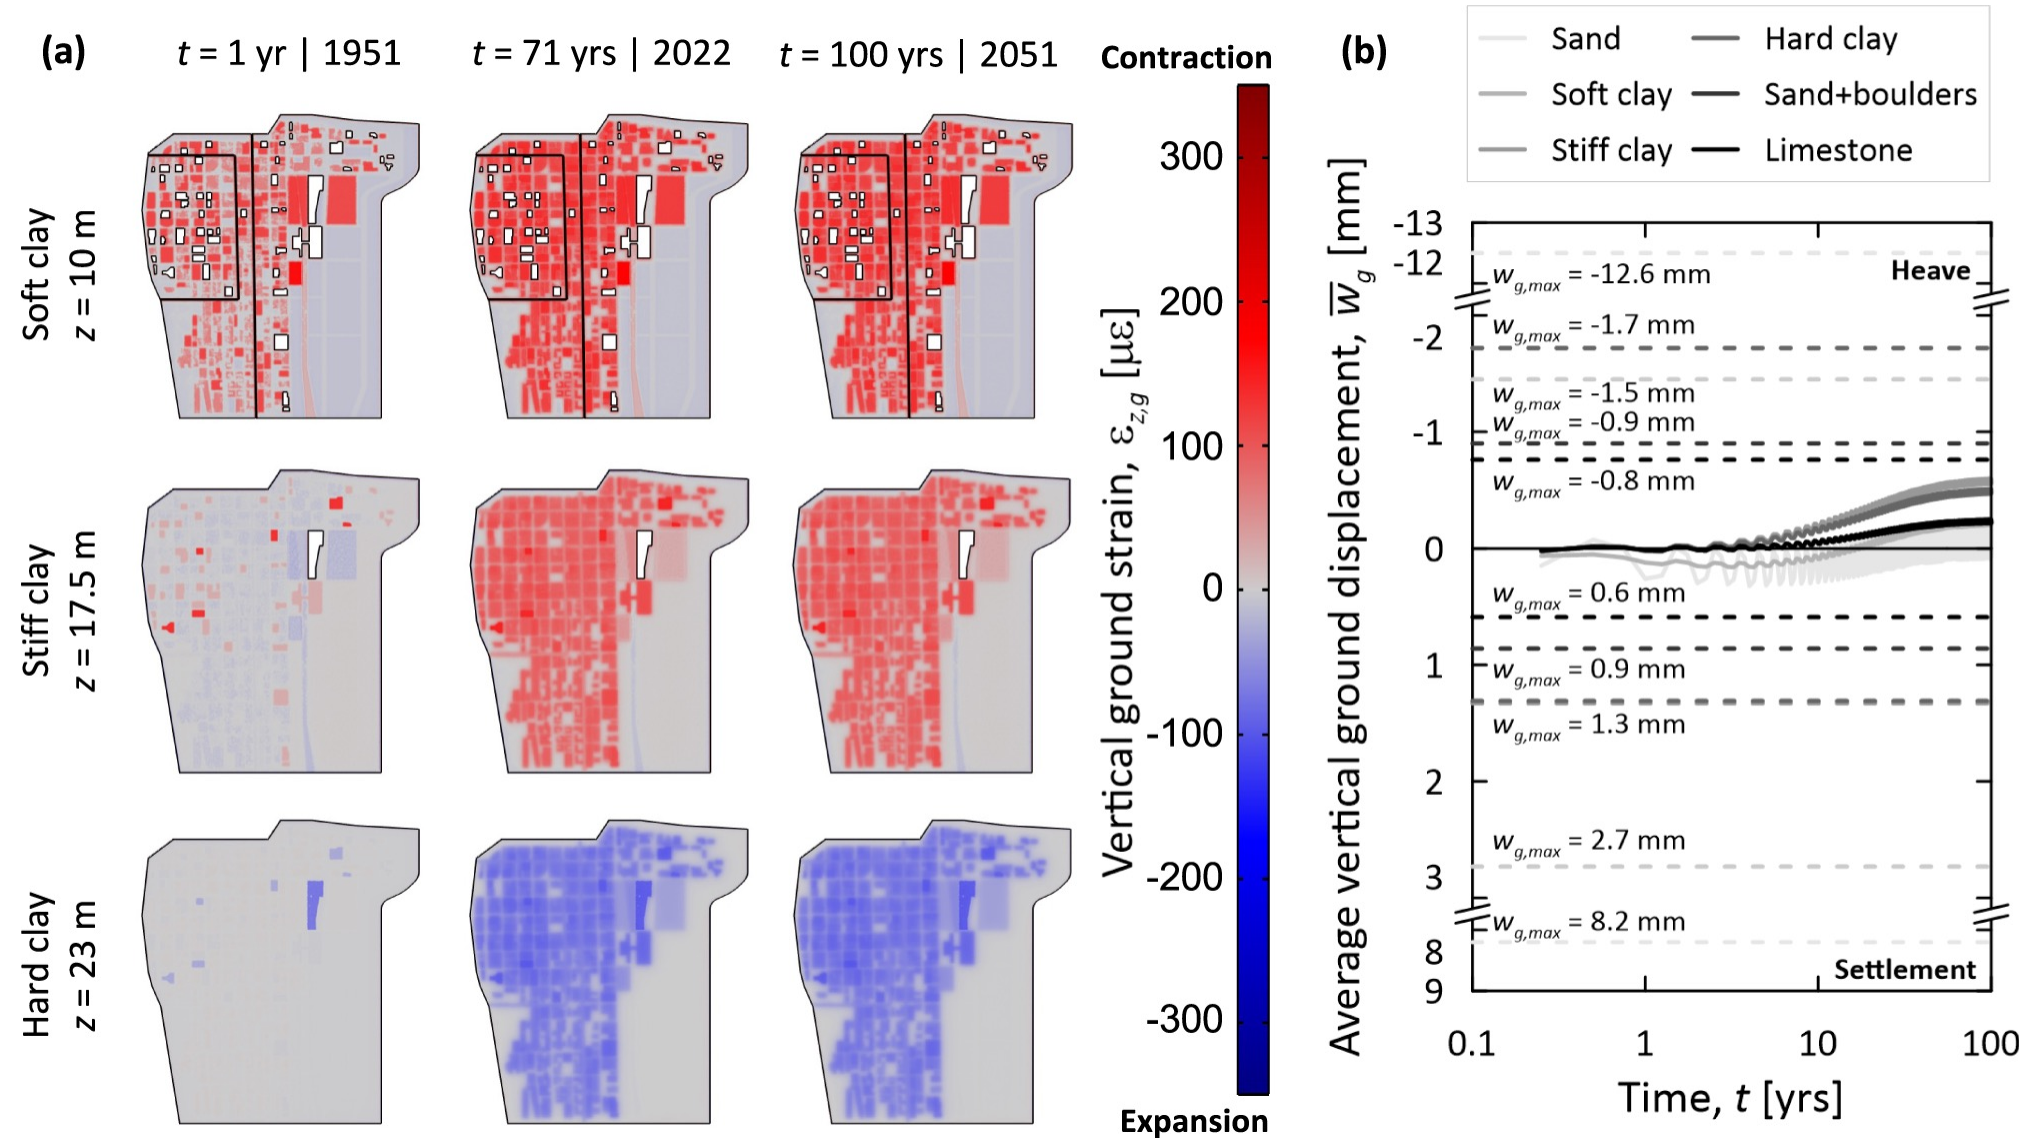 (a)
t = 1 yr | 1951
t = 71 yrs | 2022
t = 100 yrs | 2051
Soft clay
z = 10 m
Stiff clay
z = 17.5 m
Hard clay
z = 23 m
Contraction
300
200
100
0
-100
-200
-300
Expansion
Vertical ground strain, εz,g [με]
(b)
Sand
Soft clay
Stiff clay
Hard clay
Sand+boulders
Limestone
Average vertical ground displacement, w̅g [mm]
-13
-12
-2
-1
0
1
2
3
8
9
wg,max = -12.6 mm
Heave
wg,max = -1.7 mm
wg,max = -1.5 mm
wg,max = -0.9 mm
wg,max = -0.8 mm
wg,max = 0.6 mm
wg,max = 0.9 mm
wg,max = 1.3 mm
wg,max = 2.7 mm
wg,max = 8.2 mm
Settlement
0.1
1
10
100
Time, t [yrs]